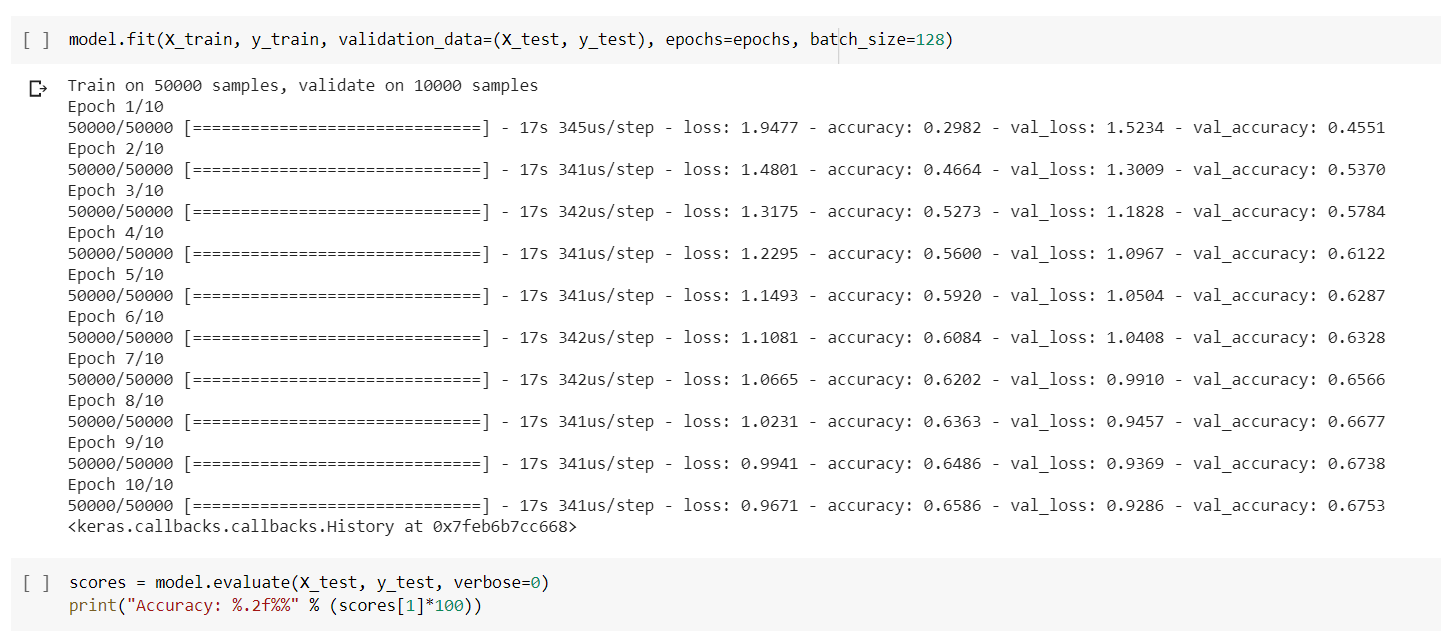 [ ] model.fit(X_train, y_train, validation_data=(X_test, y_test), epochs=epochs, batch_size=128)
Train on 50000 samples, validate on 10000 samples
Epoch 1/10
50000/50000 [==============================] - 17s 345us/step - loss: 1.9477 - accuracy: 0.2982 - val_loss: 1.5234 - val_accuracy: 0.4551
Epoch 2/10
50000/50000 [==============================] - 17s 341us/step - loss: 1.4801 - accuracy: 0.4664 - val_loss: 1.3009 - val_accuracy: 0.5370
Epoch 3/10
50000/50000 [==============================] - 17s 342us/step - loss: 1.3175 - accuracy: 0.5273 - val_loss: 1.1828 - val_accuracy: 0.5784
Epoch 4/10
50000/50000 [==============================] - 17s 341us/step - loss: 1.2295 - accuracy: 0.5600 - val_loss: 1.0967 - val_accuracy: 0.6122
Epoch 5/10
50000/50000 [==============================] - 17s 341us/step - loss: 1.1493 - accuracy: 0.5920 - val_loss: 1.0504 - val_accuracy: 0.6287
Epoch 6/10
50000/50000 [==============================] - 17s 342us/step - loss: 1.1081 - accuracy: 0.6084 - val_loss: 1.0408 - val_accuracy: 0.6328
Epoch 7/10
50000/50000 [==============================] - 17s 342us/step - loss: 1.0665 - accuracy: 0.6202 - val_loss: 0.9910 - val_accuracy: 0.6566
Epoch 8/10
50000/50000 [==============================] - 17s 341us/step - loss: 1.0231 - accuracy: 0.6363 - val_loss: 0.9457 - val_accuracy: 0.6677
Epoch 9/10
50000/50000 [==============================] - 17s 341us/step - loss: 0.9941 - accuracy: 0.6486 - val_loss: 0.9369 - val_accuracy: 0.6738
Epoch 10/10
50000/50000 [==============================] - 17s 341us/step - loss: 0.9671 - accuracy: 0.6586 - val_loss: 0.9286 - val_accuracy: 0.6753
<keras.callbacks.callbacks.History at 0x7feb6b7cc668>
[ ] scores = model.evaluate(X_test, y_test, verbose=0)
print("Accuracy: %.2f%%" % (scores[1]*100))